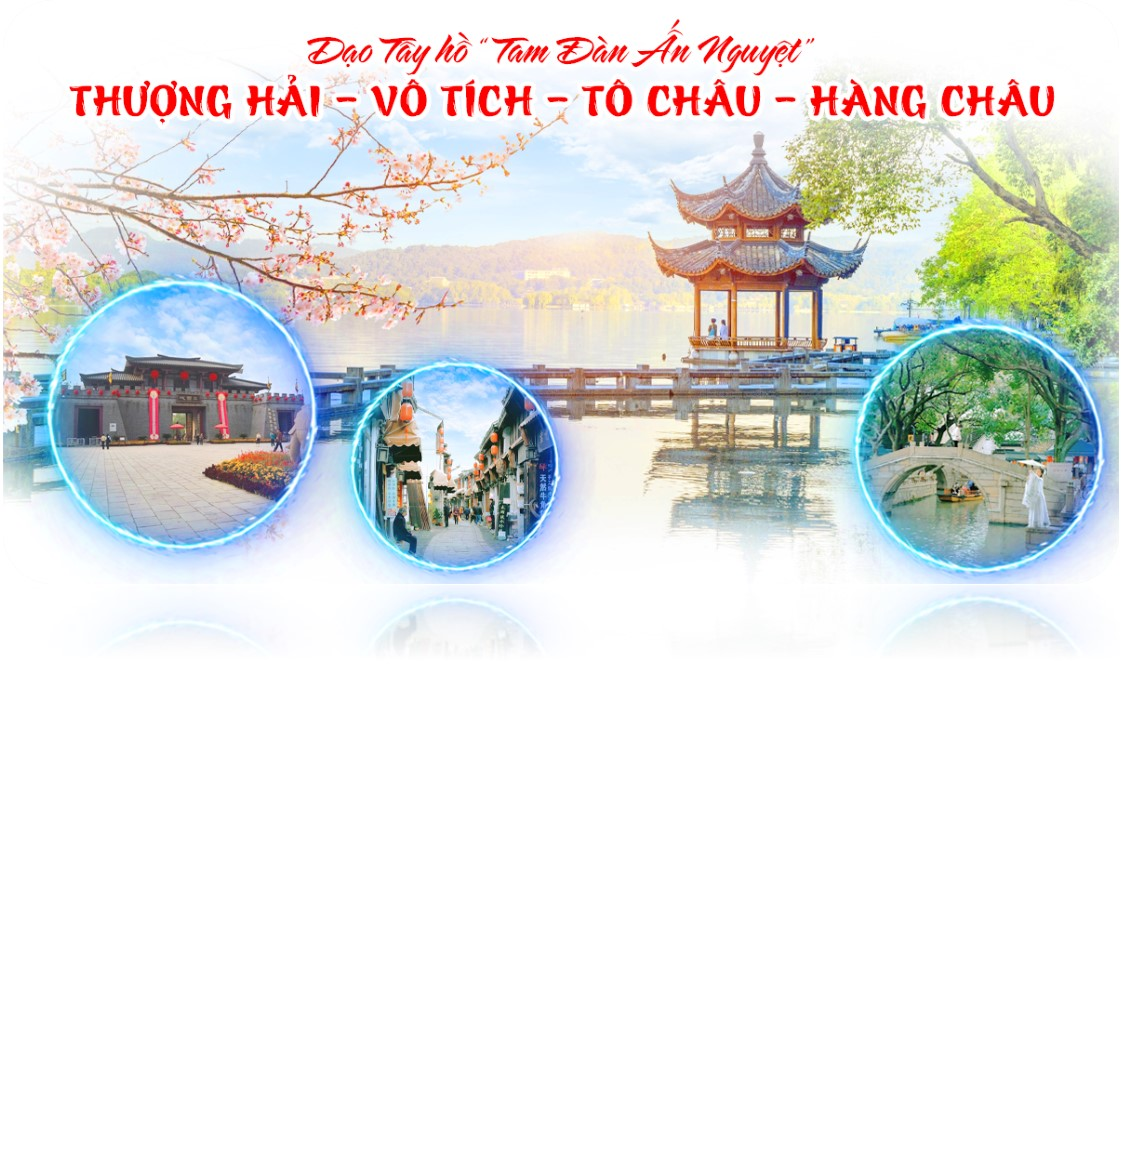 Dạo Tây hồ “Tam Đàn Ấn Nguyệt”
THƯỢNG HẢI – VÔ TÍCH – TÔ CHÂU – HÀNG CHÂU